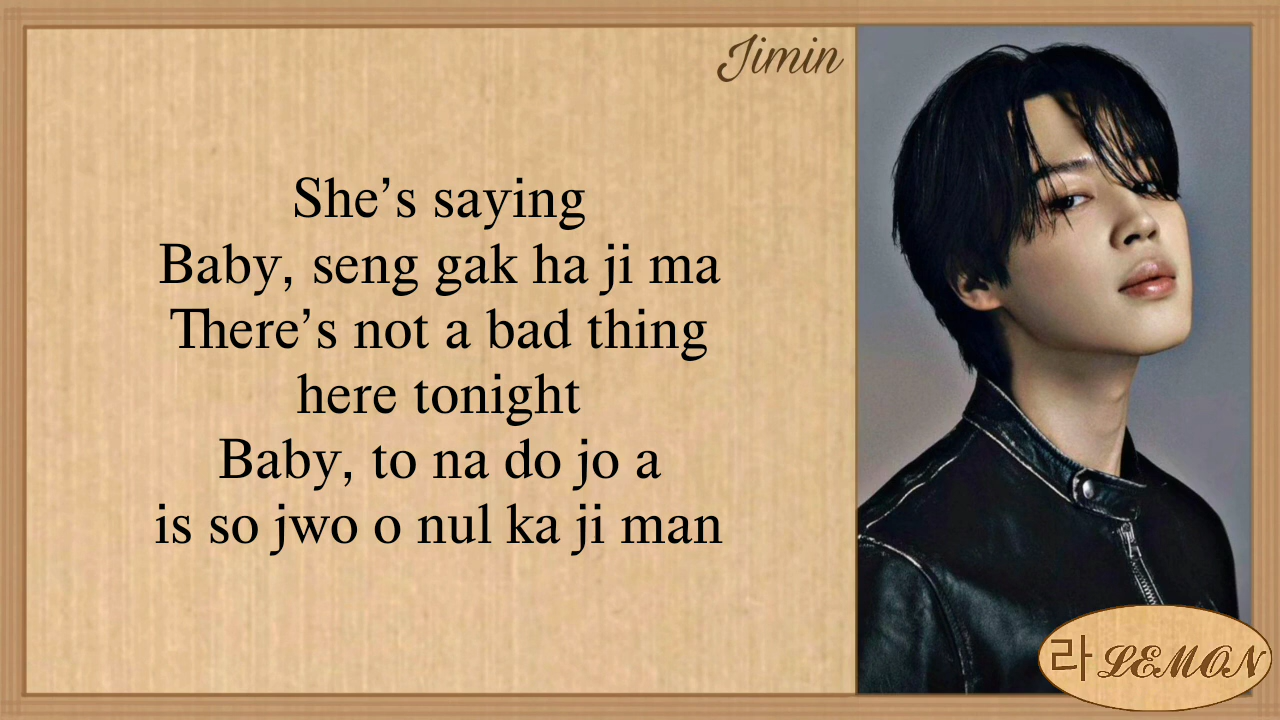 Jimin
She’s saying
Baby, seng gak ha ji ma
There’s not a bad thing
here tonight
Baby, to na do jo a
is so jwo o nul ka ji man
라 LEMON